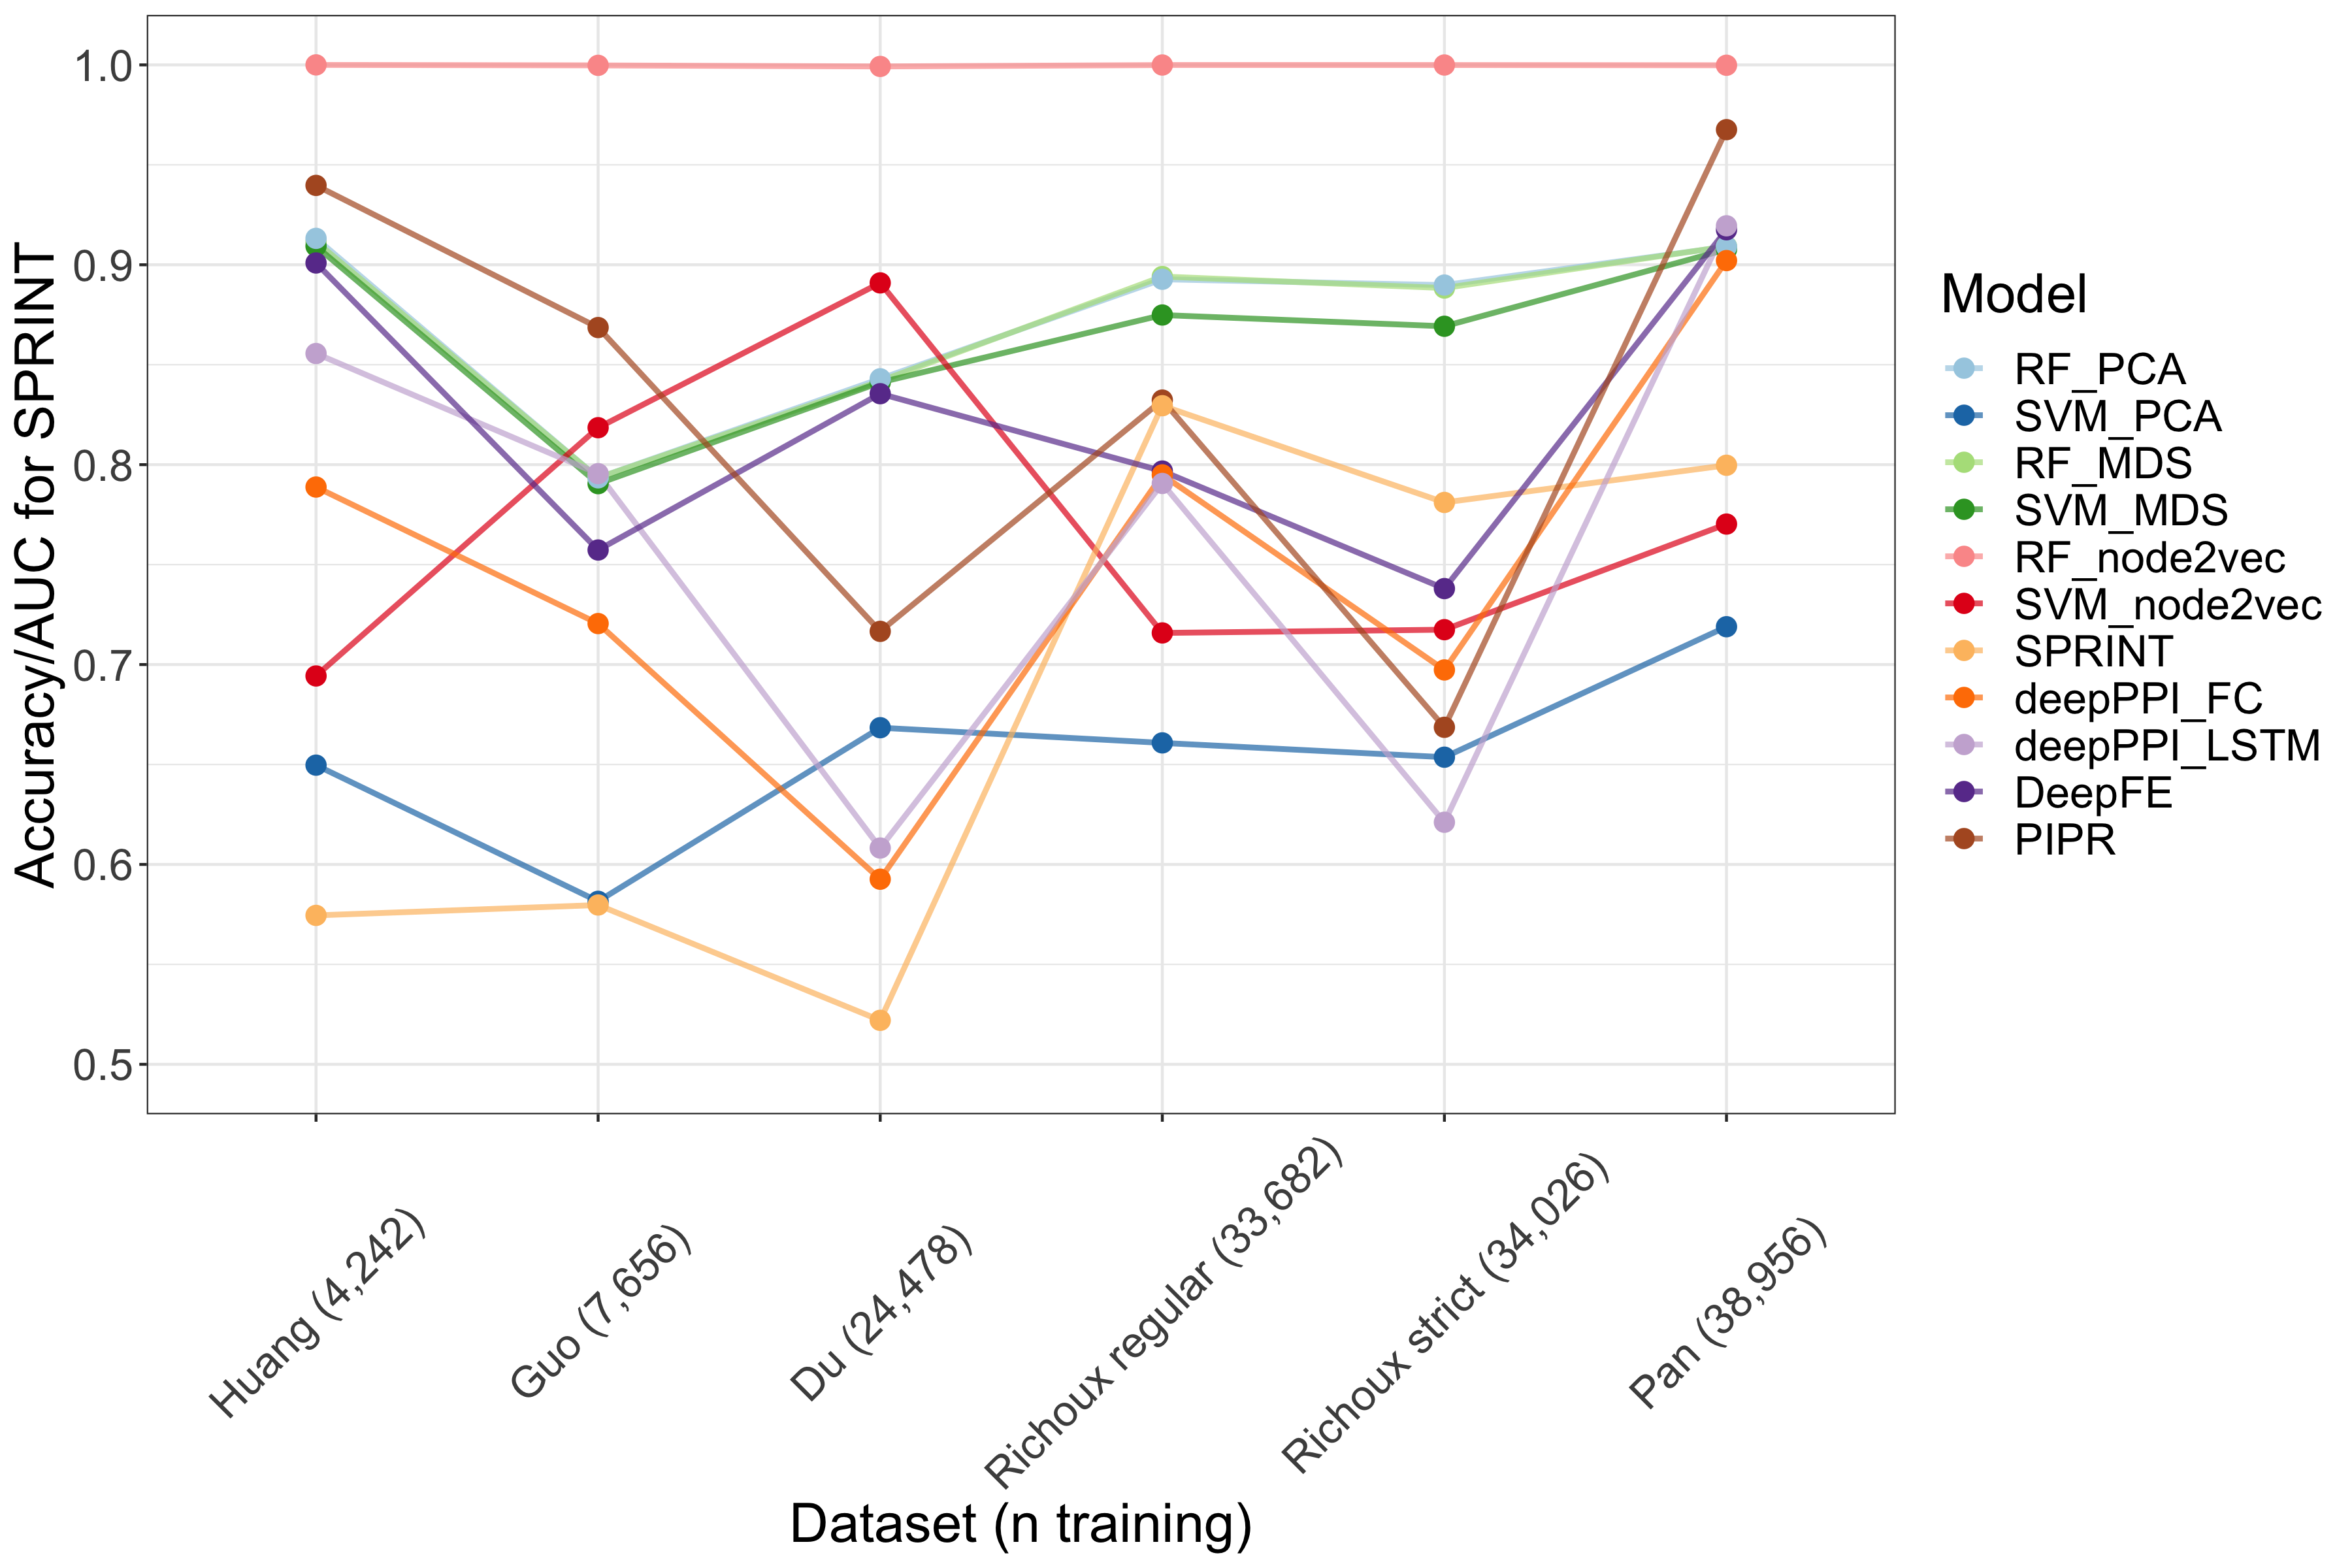 Accuracy/AUC for SPRINT
1.0
0.9
0.8
0.7
0.6
0.5
Huang (4,242)
Guo (7,656)
Du (24,478)
Richoux regular (33,682)
Richoux strict (34,026)
Pan (38,956)
Dataset (n training)
Model
RF_PCA
SVM_PCA
RF_MDS
SVM_MDS
RF_node2vec
SVM_node2vec
SPRINT
deepPPI_FC
deepPPI_LSTM
DeepFE
PIPR